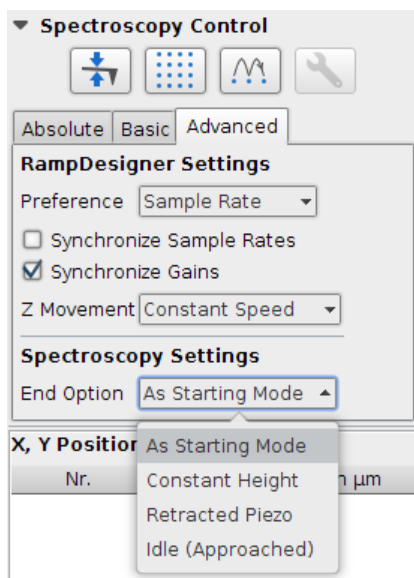 Spectroscopy Control
Absolute Basic Advanced
RampDesigner Settings
Preference Sample Rate
Synchronize Sample Rates
Synchronize Gains
Z Movement Constant Speed
Spectroscopy Settings
End Option As Starting Mode
X, Y Position
As Starting Mode
Nr. µm
Constant Height
Retracted Piezo
Idle (Approached)